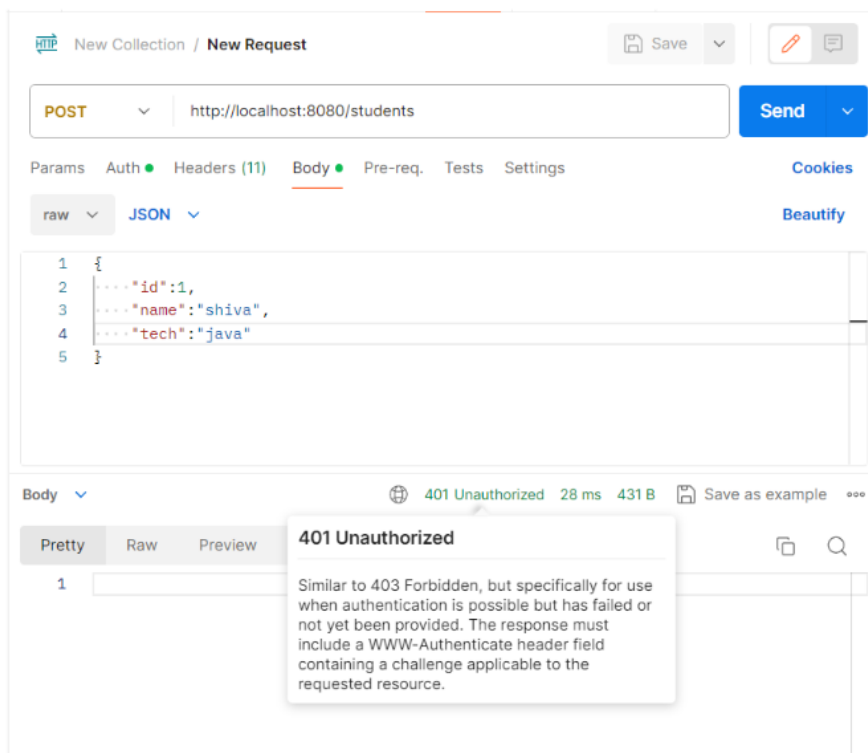 HTTP New Collection / New Request Save
POST http://localhost:8080/students Send
Params Auth Headers (11) Body Pre-req. Tests Settings Cookies
raw JSON Beautify
1 {
2 ····"id":1,
3 ····"name":"shiva",
4 ····"tech":"java"
5 }
Body 401 Unauthorized 28 ms 431 B Save as example
Pretty Raw Preview
1
401 Unauthorized
Similar to 403 Forbidden, but specifically for use
when authentication is possible but has failed or
not yet been provided. The response must
include a WWW-Authenticate header field
containing a challenge applicable to the
requested resource.